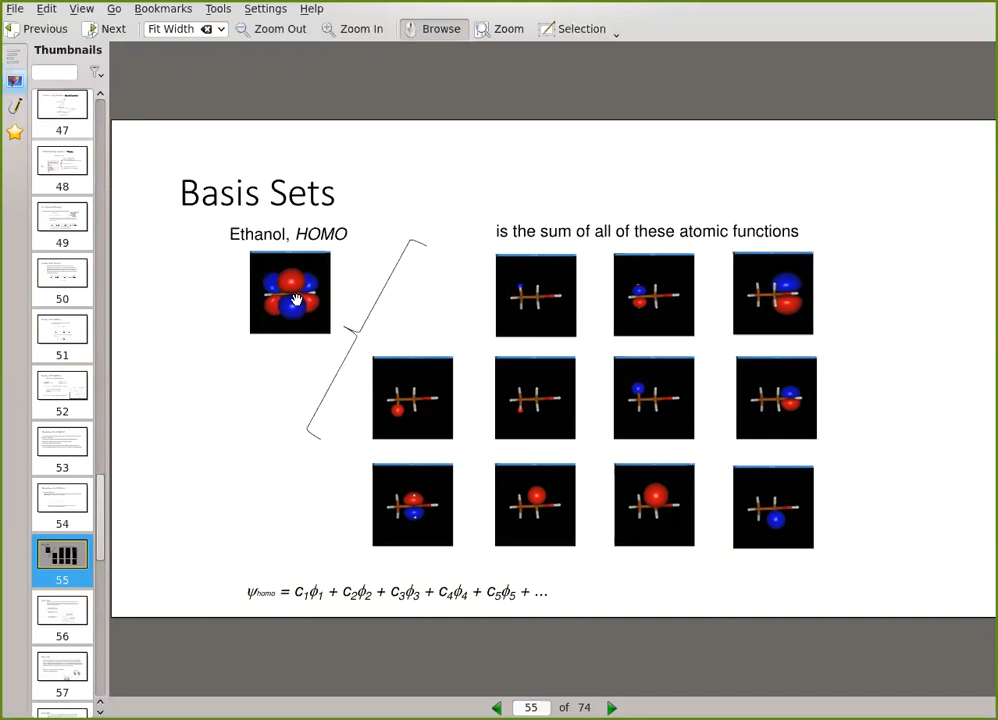 File Edit View Go Bookmarks Tools Settings Help
Previous Next Fit Width Zoom Out Zoom In Browse Zoom Selection
Thumbnails
47
48
49
50
51
52
53
54
55
56
57
Basis Sets
Ethanol, HOMO
is the sum of all of these atomic functions
ψhomo = c₁ϕ₁ + c₂ϕ₂ + c₃ϕ₃ + c₄ϕ₄ + c₅ϕ₅ + ...
55 of 74